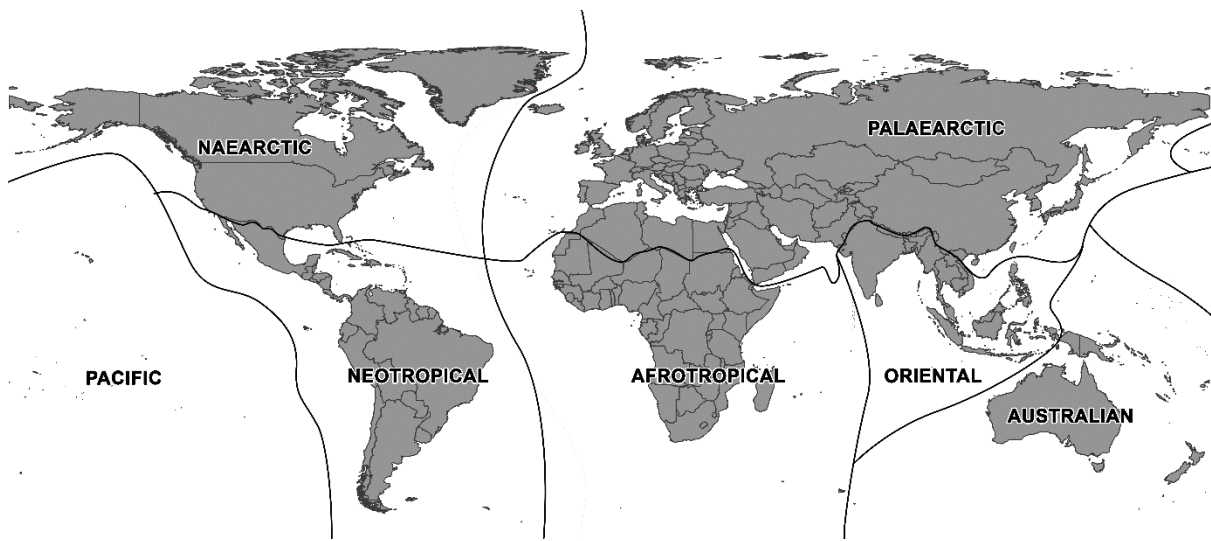 NAEARCTIC
PALAEARCTIC
PACIFIC
NEOTROPICAL
AFROTROPICAL
ORIENTAL
AUSTRALIAN